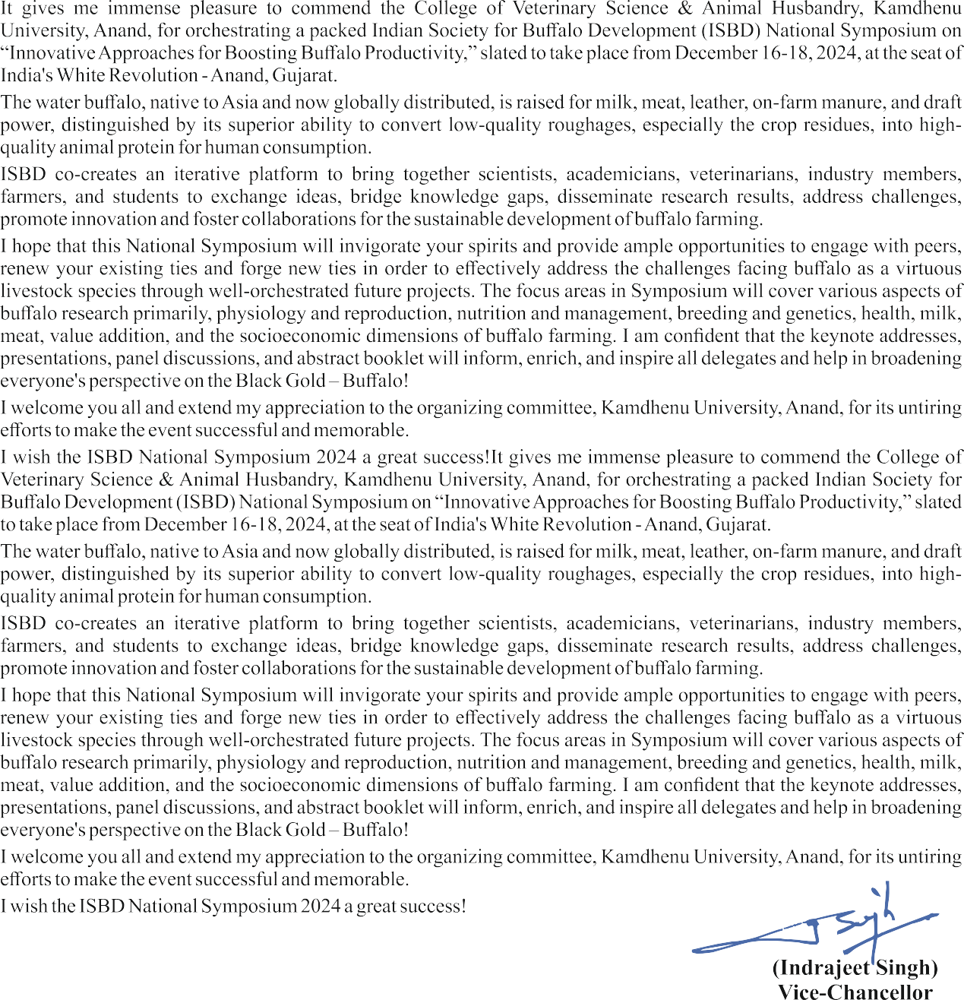 It gives me immense pleasure to commend the College of Veterinary Science & Animal Husbandry, Kamdhenu
University, Anand, for orchestrating a packed Indian Society for Buffalo Development (ISBD) National Symposium on
“Innovative Approaches for Boosting Buffalo Productivity,” slated to take place from December 16-18, 2024, at the seat of
India's White Revolution - Anand, Gujarat.
The water buffalo, native to Asia and now globally distributed, is raised for milk, meat, leather, on-farm manure, and draft
power, distinguished by its superior ability to convert low-quality roughages, especially the crop residues, into high-
quality animal protein for human consumption.
ISBD co-creates an iterative platform to bring together scientists, academicians, veterinarians, industry members,
farmers, and students to exchange ideas, bridge knowledge gaps, disseminate research results, address challenges,
promote innovation and foster collaborations for the sustainable development of buffalo farming.
I hope that this National Symposium will invigorate your spirits and provide ample opportunities to engage with peers,
renew your existing ties and forge new ties in order to effectively address the challenges facing buffalo as a virtuous
livestock species through well-orchestrated future projects. The focus areas in Symposium will cover various aspects of
buffalo research primarily, physiology and reproduction, nutrition and management, breeding and genetics, health, milk,
meat, value addition, and the socioeconomic dimensions of buffalo farming. I am confident that the keynote addresses,
presentations, panel discussions, and abstract booklet will inform, enrich, and inspire all delegates and help in broadening
everyone's perspective on the Black Gold – Buffalo!
I welcome you all and extend my appreciation to the organizing committee, Kamdhenu University, Anand, for its untiring
efforts to make the event successful and memorable.
I wish the ISBD National Symposium 2024 a great success!It gives me immense pleasure to commend the College of
Veterinary Science & Animal Husbandry, Kamdhenu University, Anand, for orchestrating a packed Indian Society for
Buffalo Development (ISBD) National Symposium on “Innovative Approaches for Boosting Buffalo Productivity,” slated
to take place from December 16-18, 2024, at the seat of India's White Revolution - Anand, Gujarat.
The water buffalo, native to Asia and now globally distributed, is raised for milk, meat, leather, on-farm manure, and draft
power, distinguished by its superior ability to convert low-quality roughages, especially the crop residues, into high-
quality animal protein for human consumption.
ISBD co-creates an iterative platform to bring together scientists, academicians, veterinarians, industry members,
farmers, and students to exchange ideas, bridge knowledge gaps, disseminate research results, address challenges,
promote innovation and foster collaborations for the sustainable development of buffalo farming.
I hope that this National Symposium will invigorate your spirits and provide ample opportunities to engage with peers,
renew your existing ties and forge new ties in order to effectively address the challenges facing buffalo as a virtuous
livestock species through well-orchestrated future projects. The focus areas in Symposium will cover various aspects of
buffalo research primarily, physiology and reproduction, nutrition and management, breeding and genetics, health, milk,
meat, value addition, and the socioeconomic dimensions of buffalo farming. I am confident that the keynote addresses,
presentations, panel discussions, and abstract booklet will inform, enrich, and inspire all delegates and help in broadening
everyone's perspective on the Black Gold – Buffalo!
I welcome you all and extend my appreciation to the organizing committee, Kamdhenu University, Anand, for its untiring
efforts to make the event successful and memorable.
I wish the ISBD National Symposium 2024 a great success!
(Indrajeet Singh)
Vice-Chancellor